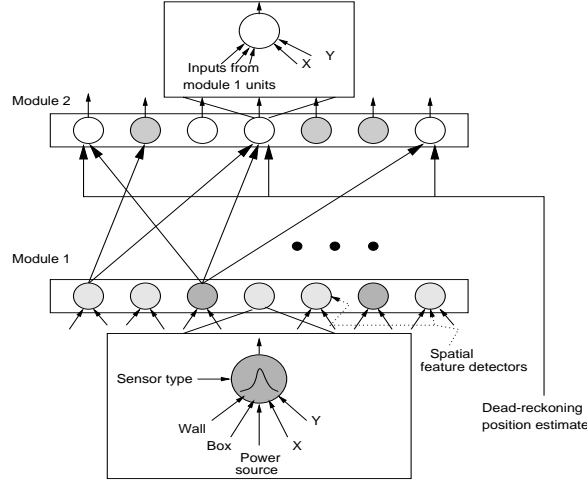 Y
X
Inputs from
module 1 units
Module 2
Module 1
Spatial
feature detectors
Sensor type
Wall
Box
Power
source
X
Y
Dead-reckoning
position estimate